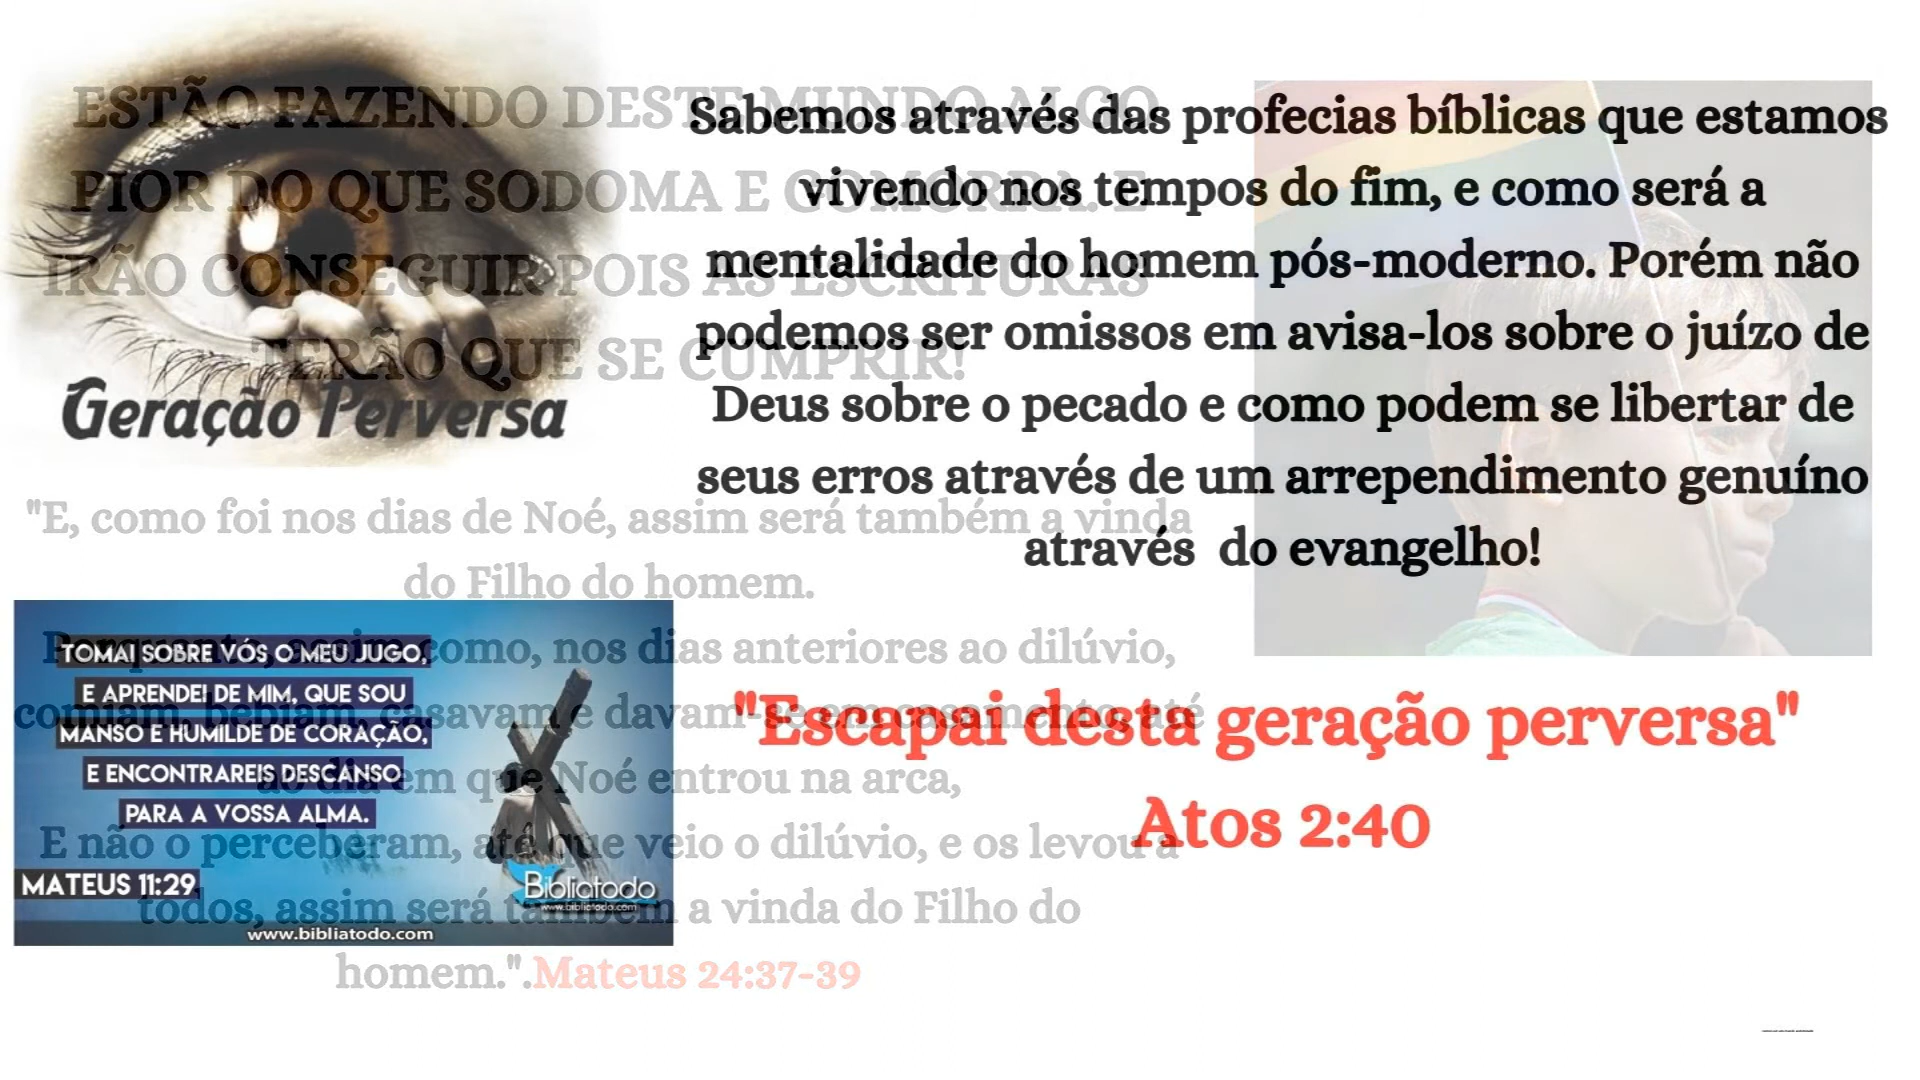 ESTÃO FAZENDO DESTE MUNDO ALGO
PIOR DO QUE SODOMA E GOMORRA. E
IRÃO CONSEGUIR POIS AS ESCRITURAS
TERÃO QUE SE CUMPRIR!
Geração Perversa
"E, como foi nos dias de Noé, assim será também a vinda
do Filho do homem.
Porquanto, assim como, nos dias anteriores ao dilúvio,
comiam, bebiam, casavam e davam-se em casamento, até
ao dia em que Noé entrou na arca,
E não o perceberam, até que veio o dilúvio, e os levou a
todos, assim será também a vinda do Filho do
homem.".Mateus 24:37-39
TOMAI SOBRE VÓS O MEU JUGO,
E APRENDEI DE MIM, QUE SOU
MANSO E HUMILDE DE CORAÇÃO,
E ENCONTRAREIS DESCANSO
PARA A VOSSA ALMA.
MATEUS 11:29
Bibliatodo
www.bibliatodo.com
www.bibliatodo.com
Sabemos através das profecias bíblicas que estamos
vivendo nos tempos do fim, e como será a
mentalidade do homem pós-moderno. Porém não
podemos ser omissos em avisa-los sobre o juízo de
Deus sobre o pecado e como podem se libertar de
seus erros através de um arrependimento genuíno
através  do evangelho!
"Escapai desta geração perversa"
Atos 2:40